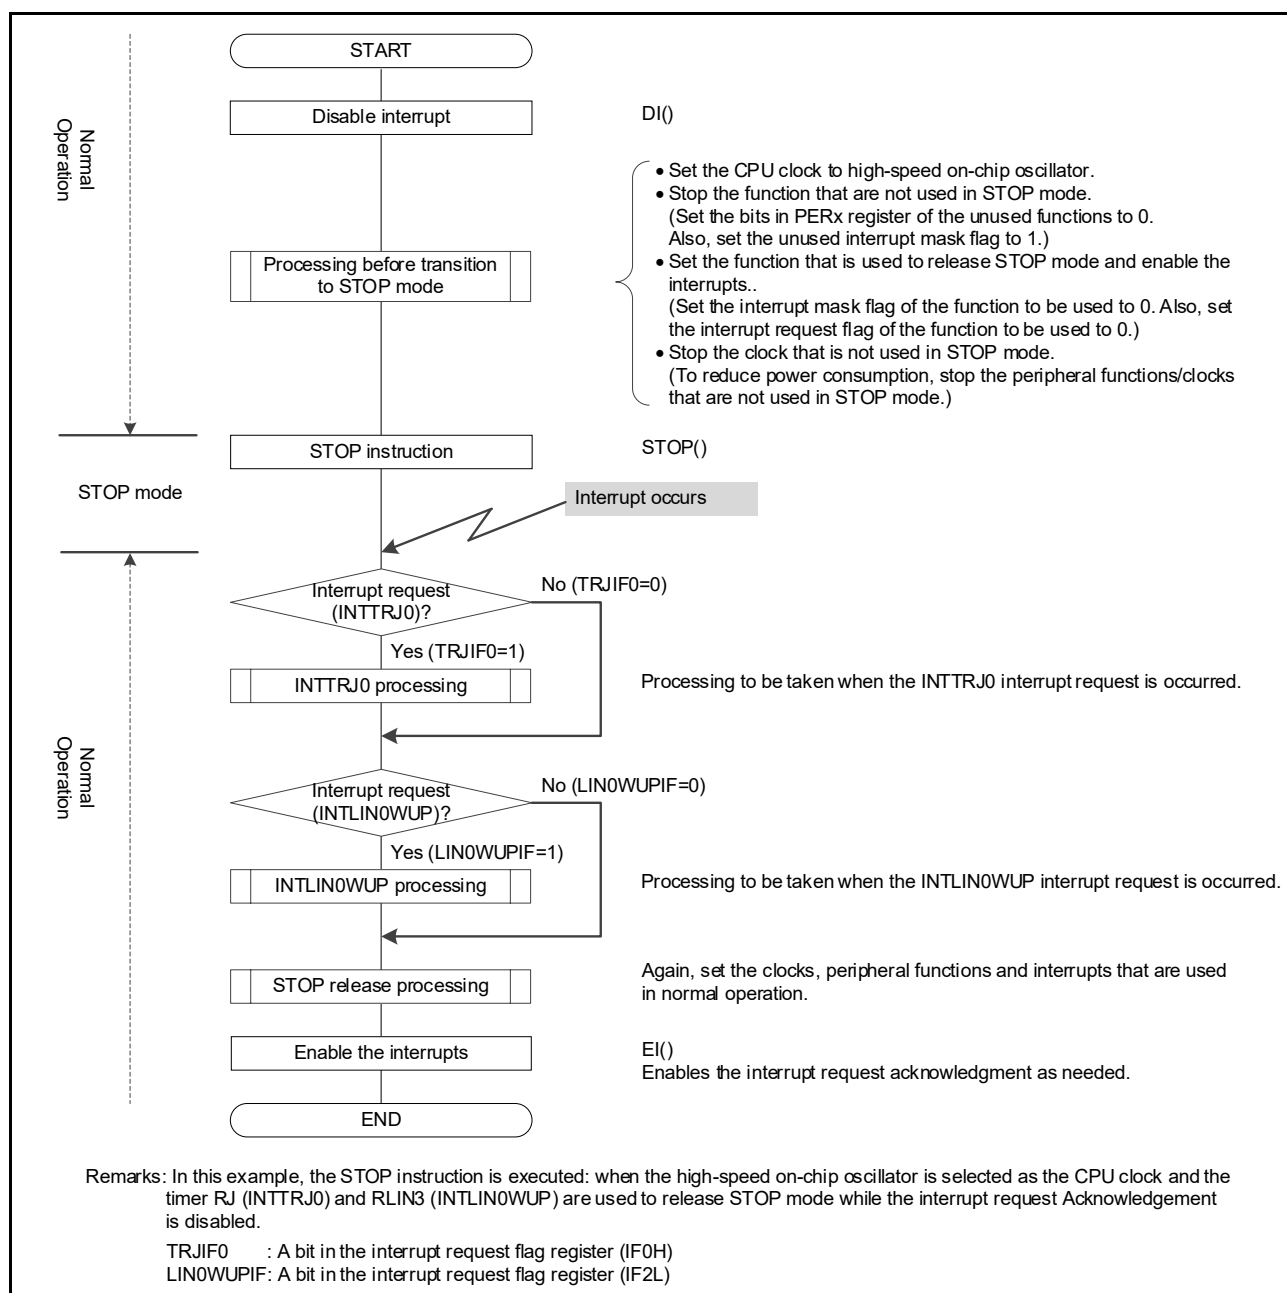 START
Disable interrupt
DI()
Normal
Operation
• Set the CPU clock to high-speed on-chip oscillator.
• Stop the function that are not used in STOP mode.
(Set the bits in PERx register of the unused functions to 0.
Also, set the unused interrupt mask flag to 1.)
Processing before transition
to STOP mode
• Set the function that is used to release STOP mode and enable the
interrupts..
(Set the interrupt mask flag of the function to be used to 0. Also, set
the interrupt request flag of the function to be used to 0.)
• Stop the clock that is not used in STOP mode.
(To reduce power consumption, stop the peripheral functions/clocks
that are not used in STOP mode.)
STOP instruction
STOP()
STOP mode
Interrupt occurs
Interrupt request
(INTTRJ0)?
No (TRJIF0=0)
Yes (TRJIF0=1)
INTTRJ0 processing
Processing to be taken when the INTTRJ0 interrupt request is occurred.
Normal
Operation
Interrupt request
(INTLIN0WUP)?
No (LIN0WUPIF=0)
Yes (LIN0WUPIF=1)
INTLIN0WUP processing
Processing to be taken when the INTLIN0WUP interrupt request is occurred.
STOP release processing
Again, set the clocks, peripheral functions and interrupts that are used
in normal operation.
Enable the interrupts
EI()
Enables the interrupt request acknowledgment as needed.
END
Remarks: In this example, the STOP instruction is executed: when the high-speed on-chip oscillator is selected as the CPU clock and the
timer RJ (INTTRJ0) and RLIN3 (INTLIN0WUP) are used to release STOP mode while the interrupt request Acknowledgement
is disabled.
TRJIF0 : A bit in the interrupt request flag register (IF0H)
LIN0WUPIF: A bit in the interrupt request flag register (IF2L)